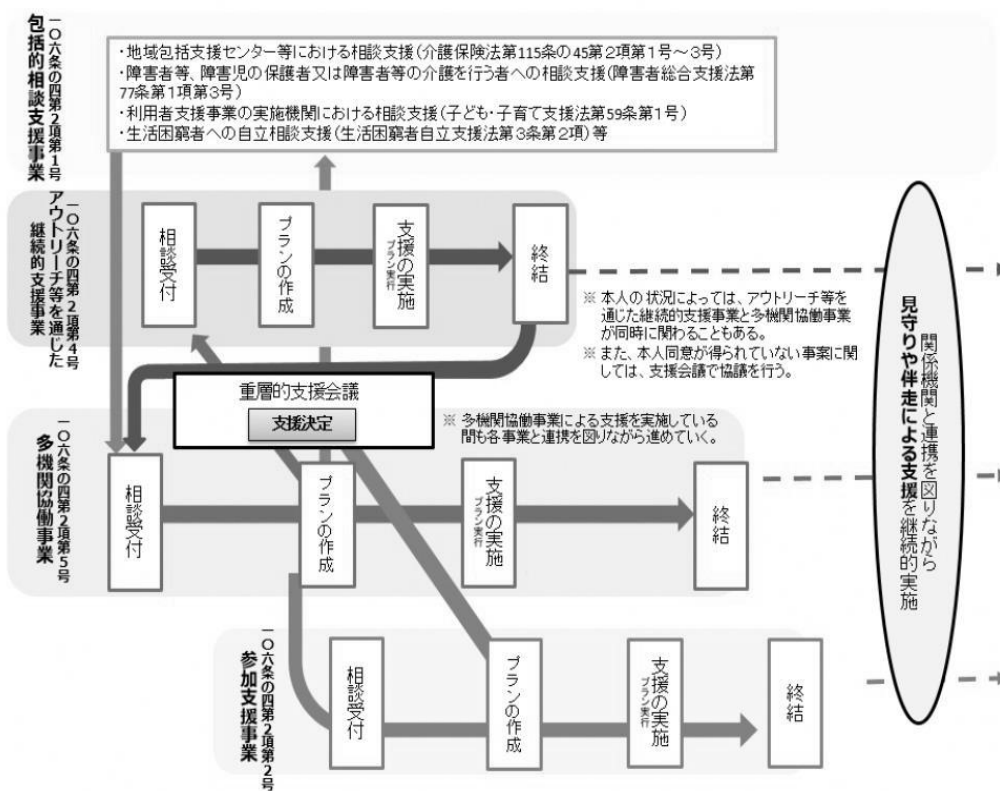 一〇六条の四第2項第1号
包括的相談支援事業
・地域包括支援センター等における相談支援(介護保険法第115条の45第2項第1号～3号)
・障害者等、障害児の保護者又は障害者等の介護を行う者への相談支援(障害者総合支援法第
77条第1項第3号)
・利用者支援事業の実施機関における相談支援(子ども・子育て支援法第59条第1号)
・生活困窮者への自立相談支援(生活困窮者自立支援法第3条第2項)等
一〇六条の四第2項第4号
アウトリーチ等を通じた
継続的支援事業
相談受付
プランの作成
支援の実施
プラン実行
終結
※ 本人の状況によっては、アウトリーチ等を
通じた継続的支援事業と多機関協働事業
が同時に関わることもある。
※ また、本人同意が得られていない事案に関
しては、支援会議で協議を行う。
重層的支援会議
支援決定
※ 多機関協働事業による支援を実施している
間も各事業と連携を図りながら進めていく。
一〇六条の四第2項第5号
多機関協働事業
相談受付
プランの作成
支援の実施
プラン実行
終結
一〇六条の四第2項第2号
参加支援事業
相談受付
プランの作成
支援の実施
プラン実行
終結
関係機関と連携を図りながら
見守りや伴走による支援を継続的実施